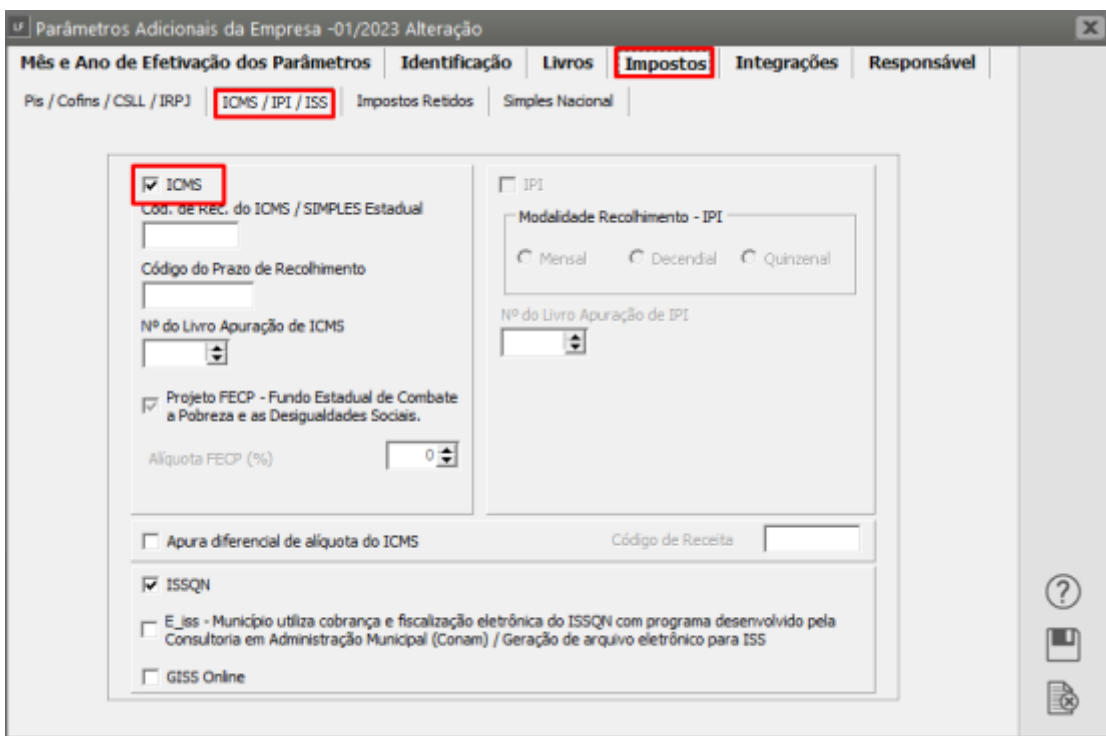 LF Parâmetros Adicionais da Empresa -01/2023 Alteração
Mês e Ano de Efetivação dos Parâmetros Identificação Livros Impostos Integrações Responsável
Pis / Cofins / CSLL / IRPJ ICMS / IPI / ISS Impostos Retidos Simples Nacional
ICMS
Cód. de Rec. do ICMS / SIMPLES Estadual
Código do Prazo de Recolhimento
Nº do Livro Apuração de ICMS
Projeto FECP - Fundo Estadual de Combate
a Pobreza e as Desigualdades Sociais.
Alíquota FECP (%) 0
IPI
Modalidade Recolhimento - IPI
Mensal Decendial Quinzenal
Nº do Livro Apuração de IPI
Apura diferencial de alíquota do ICMS Código de Receita
ISSQN
E_iss - Município utiliza cobrança e fiscalização eletrônica do ISSQN com programa desenvolvido pela
Consultoria em Administração Municipal (Conam) / Geração de arquivo eletrônico para ISS
GISS Online